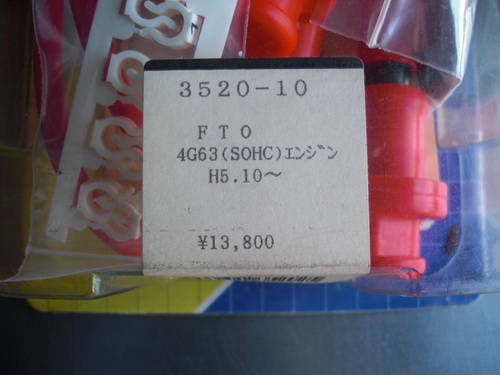 3520-10
FTO
4G63(SOHC)ｴﾝｼﾞﾝ
H5.10～
¥13,800